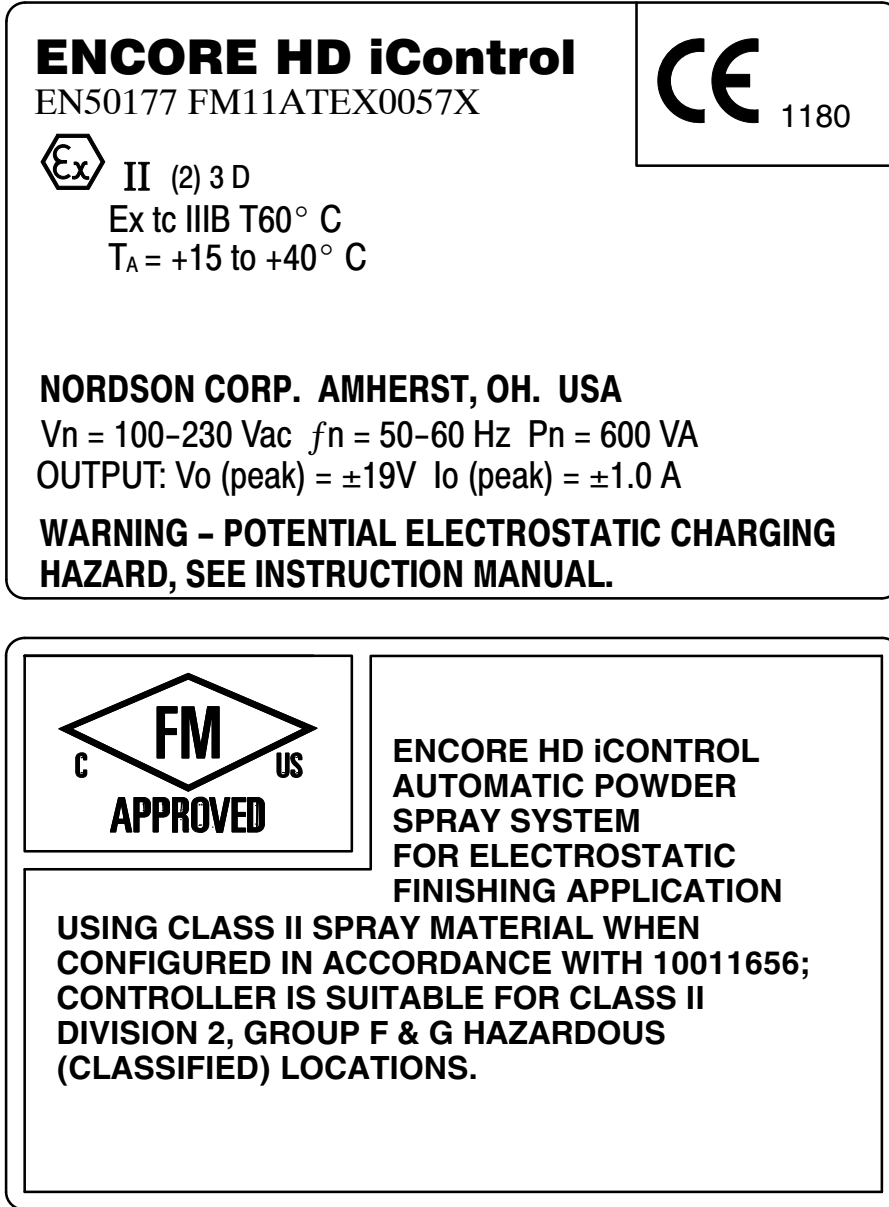 ENCORE HD iControl
EN50177 FM11ATEX0057X
CE 1180
Ex II (2) 3 D
Ex tc IIIB T60° C
TA = +15 to +40° C
NORDSON CORP. AMHERST, OH. USA
Vn = 100-230 Vac ƒn = 50-60 Hz Pn = 600 VA
OUTPUT: Vo (peak) = ±19V Io (peak) = ±1.0 A
WARNING - POTENTIAL ELECTROSTATIC CHARGING
HAZARD, SEE INSTRUCTION MANUAL.
FM
C US
APPROVED
ENCORE HD iCONTROL
AUTOMATIC POWDER
SPRAY SYSTEM
FOR ELECTROSTATIC
FINISHING APPLICATION
USING CLASS II SPRAY MATERIAL WHEN
CONFIGURED IN ACCORDANCE WITH 10011656;
CONTROLLER IS SUITABLE FOR CLASS II
DIVISION 2, GROUP F & G HAZARDOUS
(CLASSIFIED) LOCATIONS.